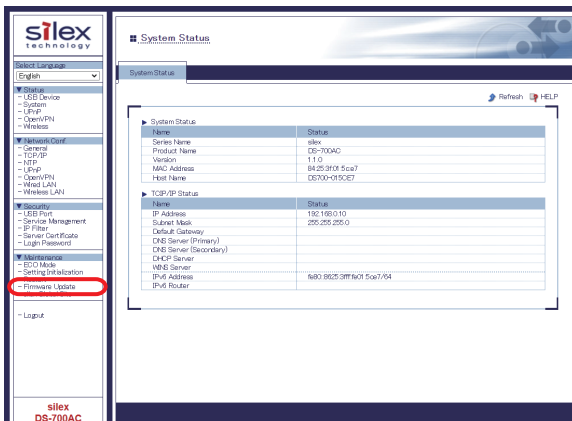 silex
technology
Select Language
English
▼ Status
- USB Device
- System
- UPnP
- OpenVPN
- Wireless
▼ Network Conf.
- General
- TCP/IP
- NTP
- UPnP
- OpenVPN
- Wired LAN
- Wireless LAN
▼ Security
- USB Port
- Service Management
- IP Filter
- Server Certificate
- Login Password
▼ Maintenance
- ECO Mode
- Setting Initialization
- Firmware Update
- Logout
silex
DS-700AC
System Status
System Status
Refresh HELP
▶ System Status
Name Status
Series Name silex
Product Name DS-700AC
Version 1.1.0
MAC Address 84:25:3f:01:5c:e7
Host Name DS700-015CE7
▶ TCP/IP Status
Name Status
IP Address 192.168.0.10
Subnet Mask 255.255.255.0
Default Gateway
DNS Server (Primary)
DNS Server (Secondary)
DHCP Server
WINS Server
IPv6 Address fe80::8625:3fff:fe01:5ce7/64
IPv6 Router